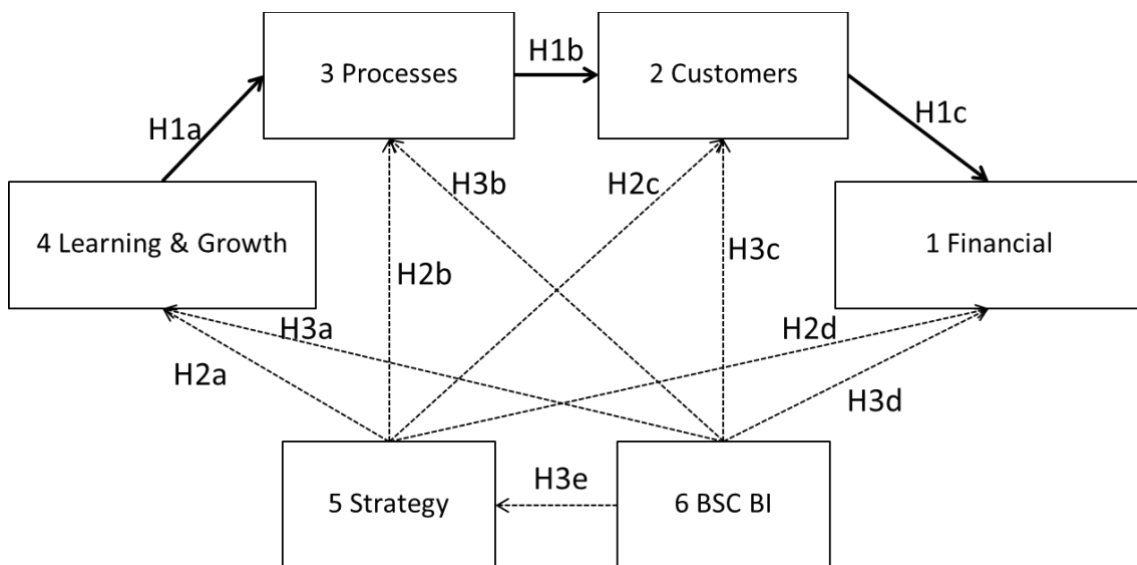 H1b
3 Processes
2 Customers
H1a
H1c
H3b
H2c
4 Learning & Growth
1 Financial
H2b
H3c
H3a
H2d
H2a
H3d
H3e
5 Strategy
6 BSC BI